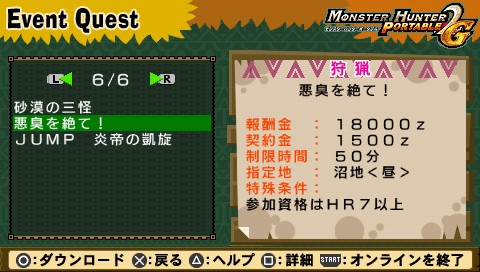 Event Quest
MONSTER HUNTER
PORTABLE 2nd G
L 6/6 R
砂漠の三怪
悪臭を絶て！
ＪＵＭＰ　炎帝の凱旋
狩猟
悪臭を絶て！
報酬金　：　１８０００ｚ
契約金　：　１５００ｚ
制限時間：　５０分
指定地　：　沼地＜昼＞
特殊条件：
参加資格はＨＲ７以上
○:ダウンロード ×:戻る △:ヘルプ □:詳細 START:オンラインを終了